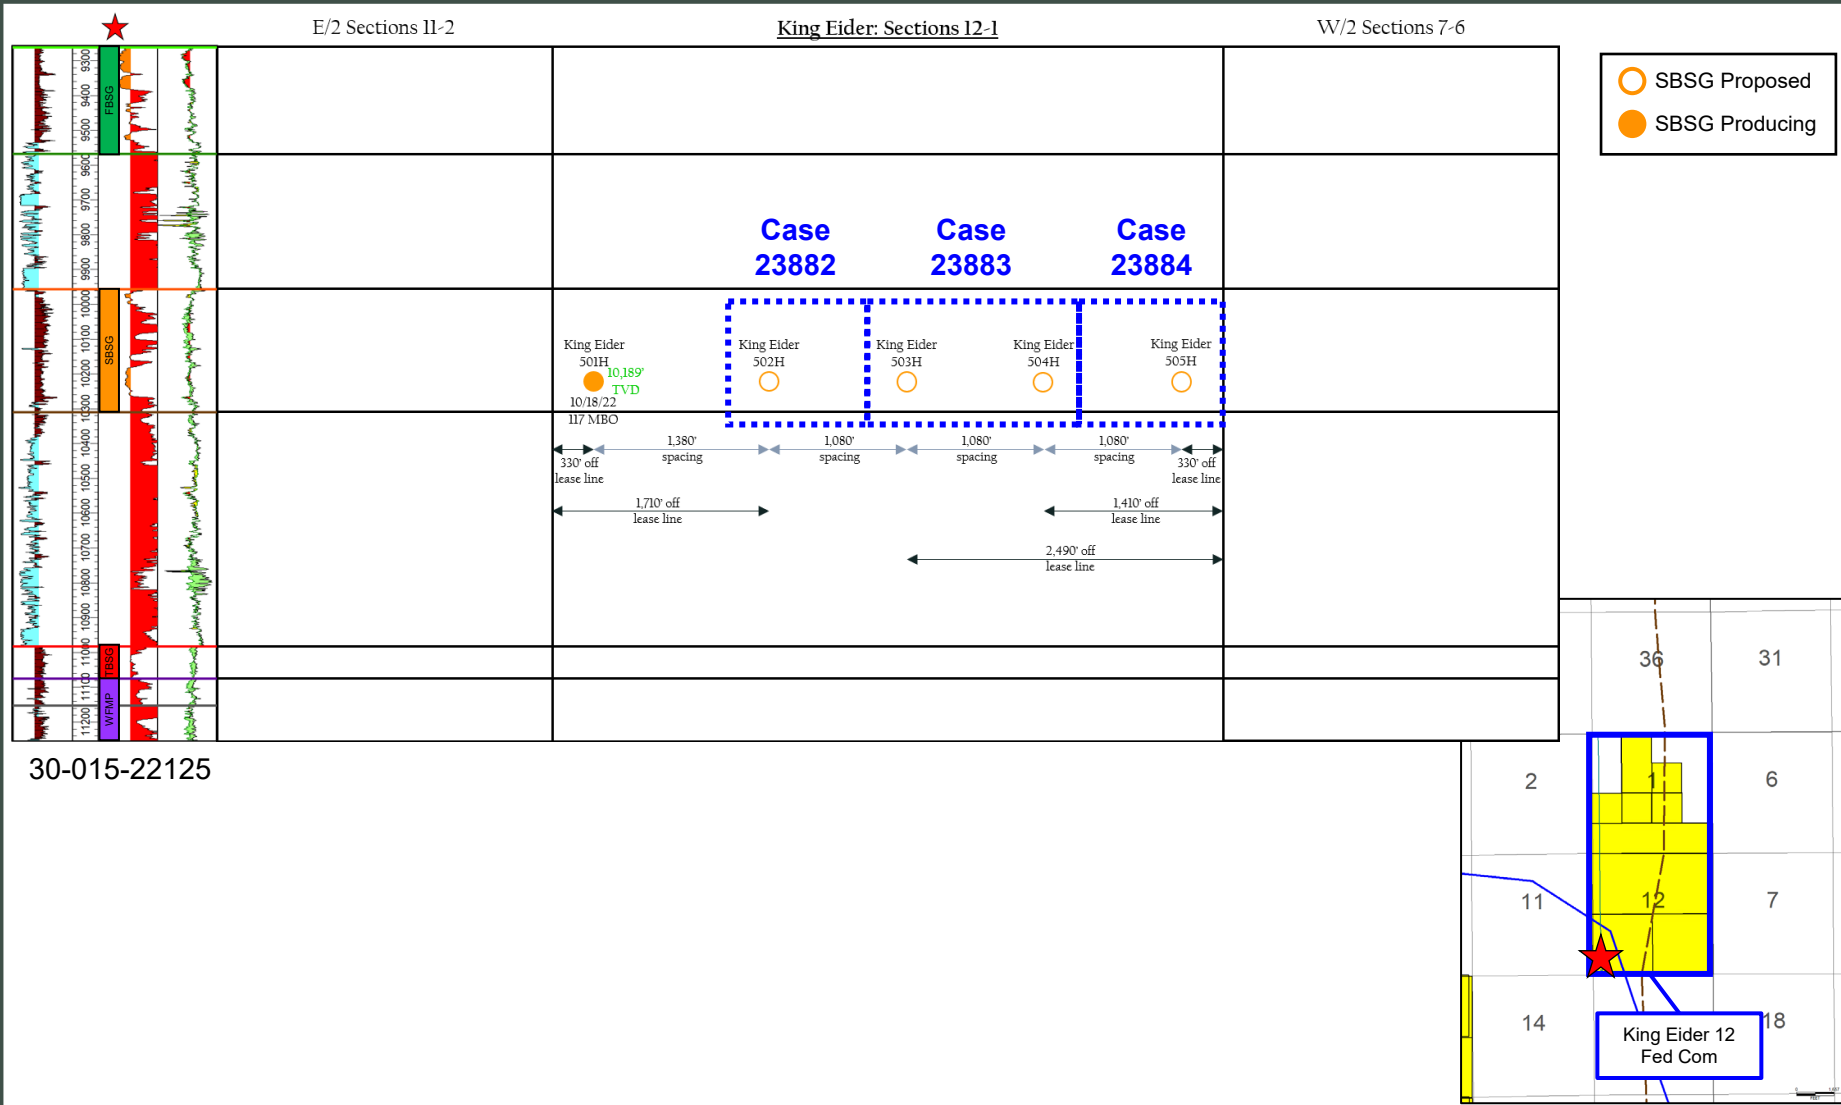 E/2 Sections 11-2
King Eider: Sections 12-1
W/2 Sections 7-6
SBSG Proposed
SBSG Producing
9300
9400
9500
9600
9700
9800
9900
10000
10100
10200
10300
10400
10500
10600
10700
10800
10900
11000
11100
11200
FBSG
SBSG
TBSG
WFMP
Case
23882
Case
23883
Case
23884
King Eider
501H
10,189'
TVD
10/18/22
117 MBO
King Eider
502H
King Eider
503H
King Eider
504H
King Eider
505H
330' off
lease line
1,380'
spacing
1,080'
spacing
1,080'
spacing
1,080'
spacing
330' off
lease line
1,710' off
lease line
1,410' off
lease line
2,490' off
lease line
30-015-22125
36
31
2
1
6
11
12
7
14
18
King Eider 12
Fed Com